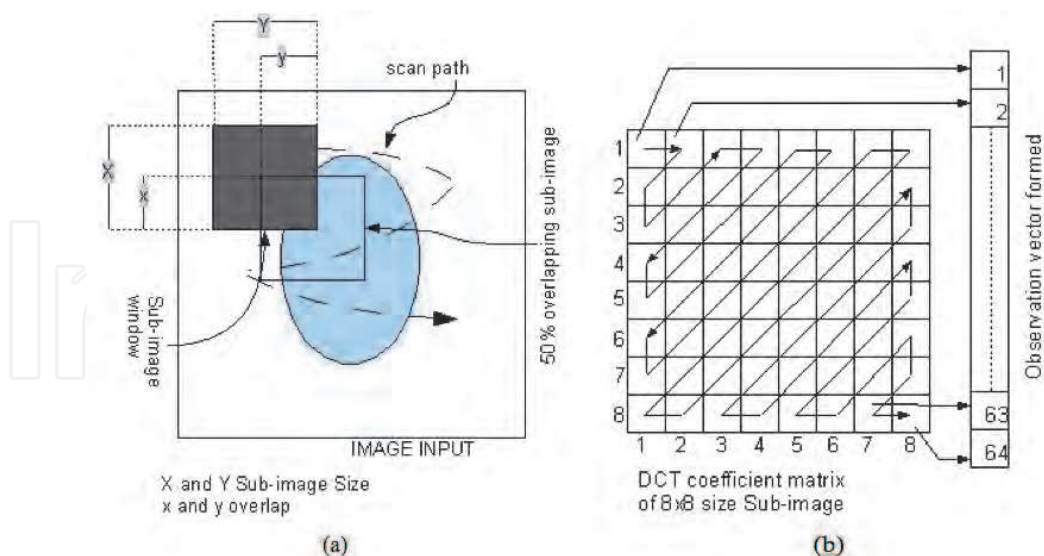 Y
y
scan path
X
x
Sub-image
window
50% overlapping sub-image
IMAGE INPUT
X and Y Sub-image Size
x and y overlap
(a)
1
2
1
2
3
4
5
6
7
8
1 2 3 4 5 6 7 8
63
64
Observation vector formed
DCT coefficient matrix
of 8x8 size Sub-image
(b)